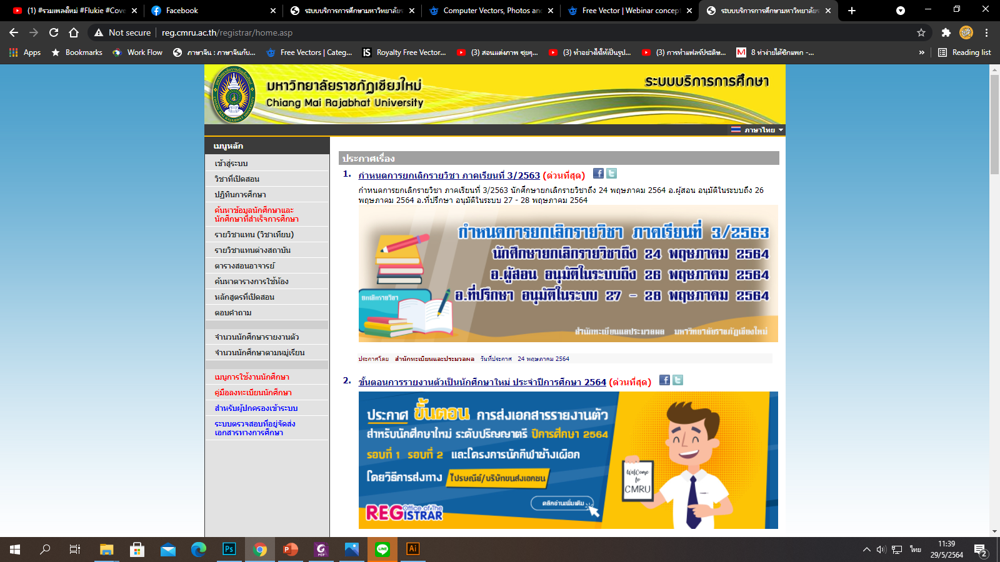 (1) #รวมเพลงใหม่ #Flukie #Cove
Facebook
ระบบบริการการศึกษามหาวิทยาลัยร
Computer Vectors, Photos and
Free Vector | Webinar concept
ระบบบริการการศึกษามหาวิทยาลัยร
Not secure
reg.cmru.ac.th/registrar/home.asp
Apps
Bookmarks
Work Flow
ภาษาจีน : ภาษาจีนกับ...
Free Vectors | Categ...
Royalty Free Vector...
(3) สอนแต่งภาพ ซุยๆ...
(3) ทำอย่างไรให้เป็นรูป...
(3) การทำแฟลร์ประดิษ...
8 ท่าง่ายได้ซิกแพค -...
Reading list
มหาวิทยาลัยราชภัฏเชียงใหม่
Chiang Mai Rajabhat University
ระบบบริการการศึกษา
ภาษาไทย
เมนูหลัก
เข้าสู่ระบบ
วิชาที่เปิดสอน
ปฏิทินการศึกษา
ค้นหาข้อมูลนักศึกษาและ
นักศึกษาที่สำเร็จการศึกษา
รายวิชาแทน (วิชาเทียบ)
รายวิชาแทนต่างสถาบัน
ตารางสอนอาจารย์
ค้นหาตารางการใช้ห้อง
หลักสูตรที่เปิดสอน
ตอบคำถาม
จำนวนนักศึกษารายงานตัว
จำนวนนักศึกษาตามหมู่เรียน
เมนูการใช้งานนักศึกษา
คู่มือลงทะเบียนนักศึกษา
สำหรับผู้ปกครองเข้าระบบ
ระบบตรวจสอบที่อยู่จัดส่ง
เอกสารทางการศึกษา
ประกาศเรื่อง
1. กำหนดการยกเลิกรายวิชา ภาคเรียนที่ 3/2563 (ด่วนที่สุด)
กำหนดการยกเลิกรายวิชา ภาคเรียนที่ 3/2563 นักศึกษายกเลิกรายวิชาถึง 24 พฤษภาคม 2564 อ.ผู้สอน อนุมัติในระบบถึง 26
พฤษภาคม 2564 อ.ที่ปรึกษา อนุมัติในระบบ 27 - 28 พฤษภาคม 2564
กำหนดการยกเลิกรายวิชา ภาคเรียนที่ 3/2563
นักศึกษายกเลิกรายวิชาถึง 24 พฤษภาคม 2564
อ.ผู้สอน อนุมัติในระบบถึง 26 พฤษภาคม 2564
อ.ที่ปรึกษา อนุมัติในระบบ 27 - 28 พฤษภาคม 2564
ยกเลิกรายวิชา
สำนักทะเบียนและประมวลผล มหาวิทยาลัยราชภัฏเชียงใหม่
ประกาศโดย สำนักทะเบียนและประมวลผล วันที่ประกาศ 24 พฤษภาคม 2564
2. ขั้นตอนการรายงานตัวเป็นนักศึกษาใหม่ ประจำปีการศึกษา 2564 (ด่วนที่สุด)
ประกาศ ขั้นตอน การส่งเอกสารรายงานตัว
สำหรับนักศึกษาใหม่ ระดับปริญญาตรี ปีการศึกษา 2564
รอบที่ 1 รอบที่ 2 และโครงการนักกีฬาช้างเผือก
โดยวิธีการส่งทาง ไปรษณีย์/บริษัทขนส่งเอกชน
คลิกอ่านเพิ่มเติม
REGISTRAR
Office of The
Welcome
to
CMRU
Ps
LINE
Ai
ไทย
11:39
29/5/2564
2